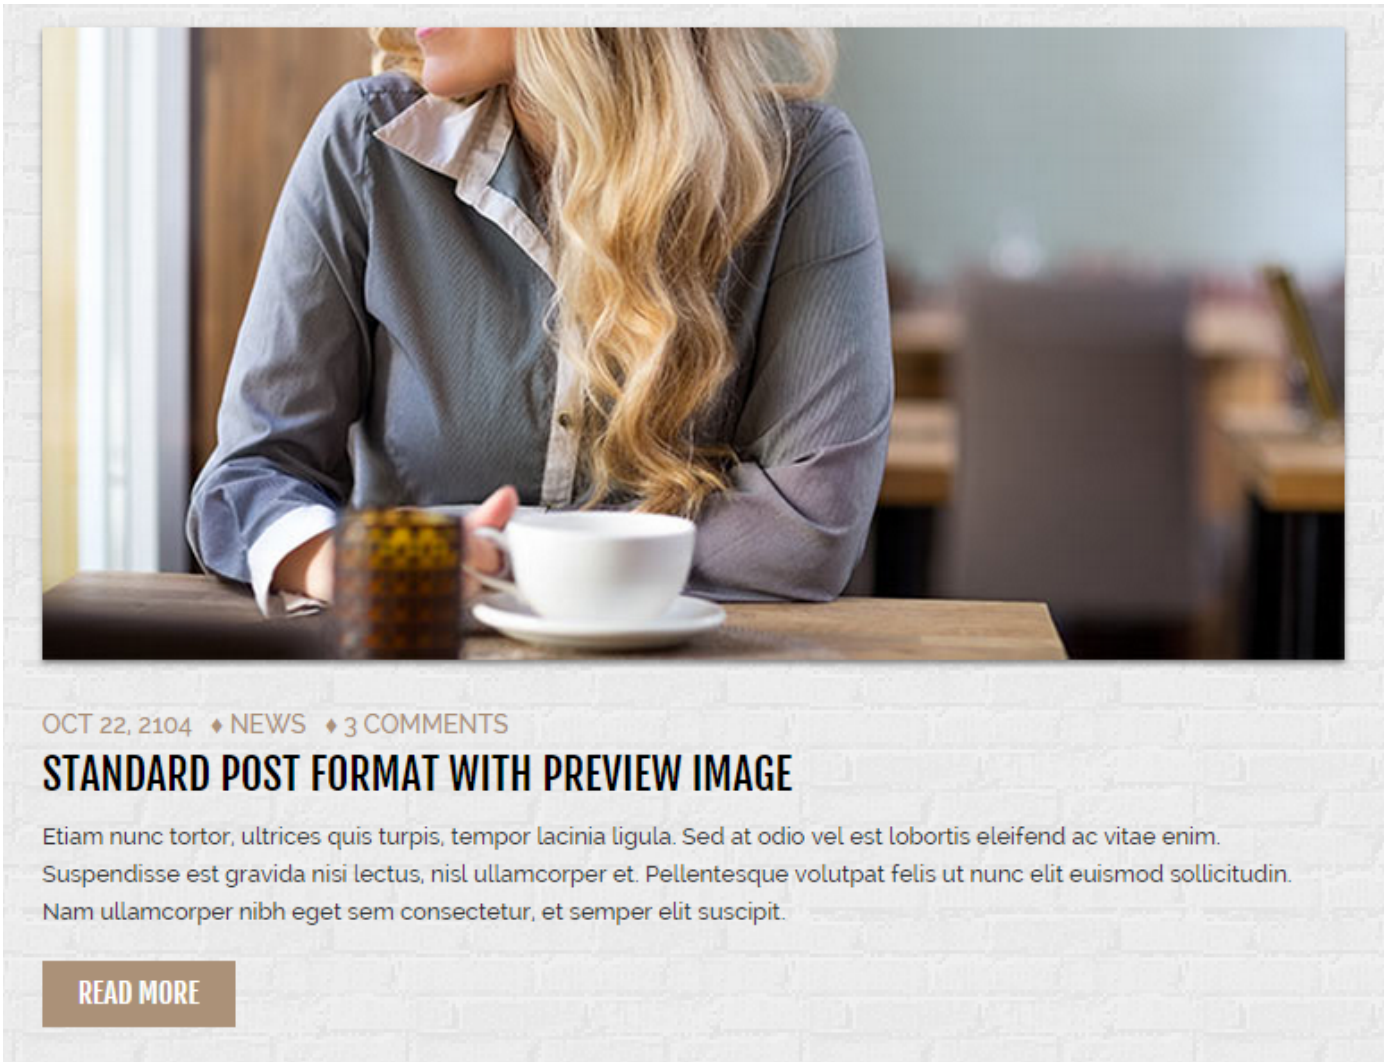 OCT 22, 2104 ♦ NEWS ♦ 3 COMMENTS
STANDARD POST FORMAT WITH PREVIEW IMAGE
Etiam nunc tortor, ultrices quis turpis, tempor lacinia ligula. Sed at odio vel est lobortis eleifend ac vitae enim.
Suspendisse est gravida nisi lectus, nisl ullamcorper et. Pellentesque volutpat felis ut nunc elit euismod sollicitudin.
Nam ullamcorper nibh eget sem consectetur, et semper elit suscipit.
READ MORE